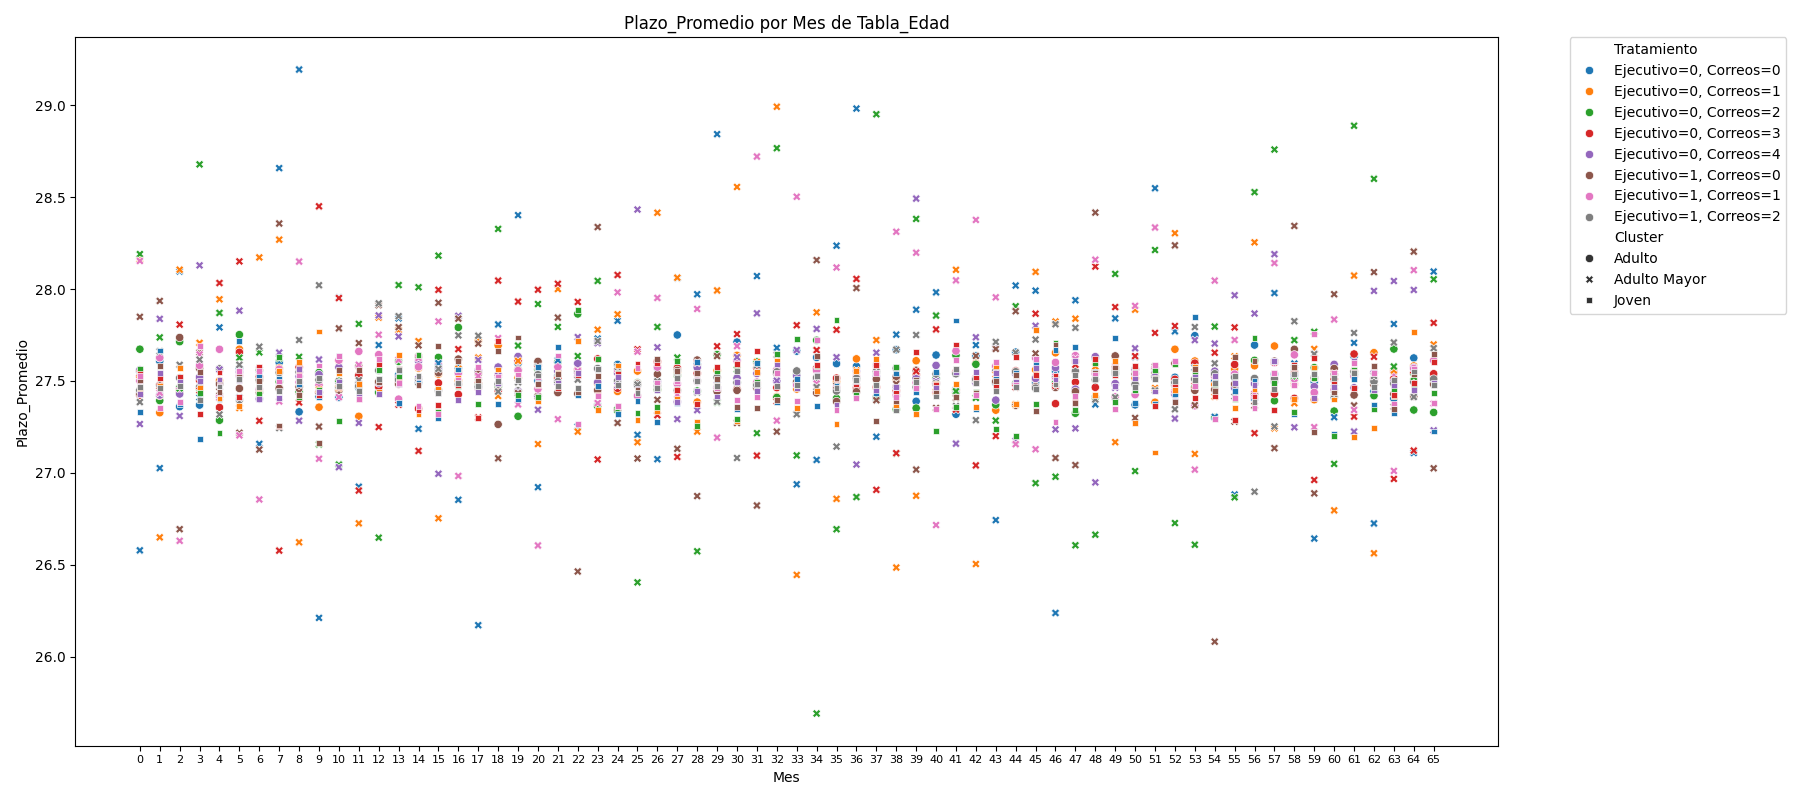 Plazo_Promedio por Mes de Tabla_Edad
Plazo_Promedio
29.0
28.5
28.0
27.5
27.0
26.5
26.0
0 1 2 3 4 5 6 7 8 9 10 11 12 13 14 15 16 17 18 19 20 21 22 23 24 25 26 27 28 29 30 31 32 33 34 35 36 37 38 39 40 41 42 43 44 45 46 47 48 49 50 51 52 53 54 55 56 57 58 59 60 61 62 63 64 65
Mes
Tratamiento
Ejecutivo=0, Correos=0
Ejecutivo=0, Correos=1
Ejecutivo=0, Correos=2
Ejecutivo=0, Correos=3
Ejecutivo=0, Correos=4
Ejecutivo=1, Correos=0
Ejecutivo=1, Correos=1
Ejecutivo=1, Correos=2
Cluster
Adulto
Adulto Mayor
Joven